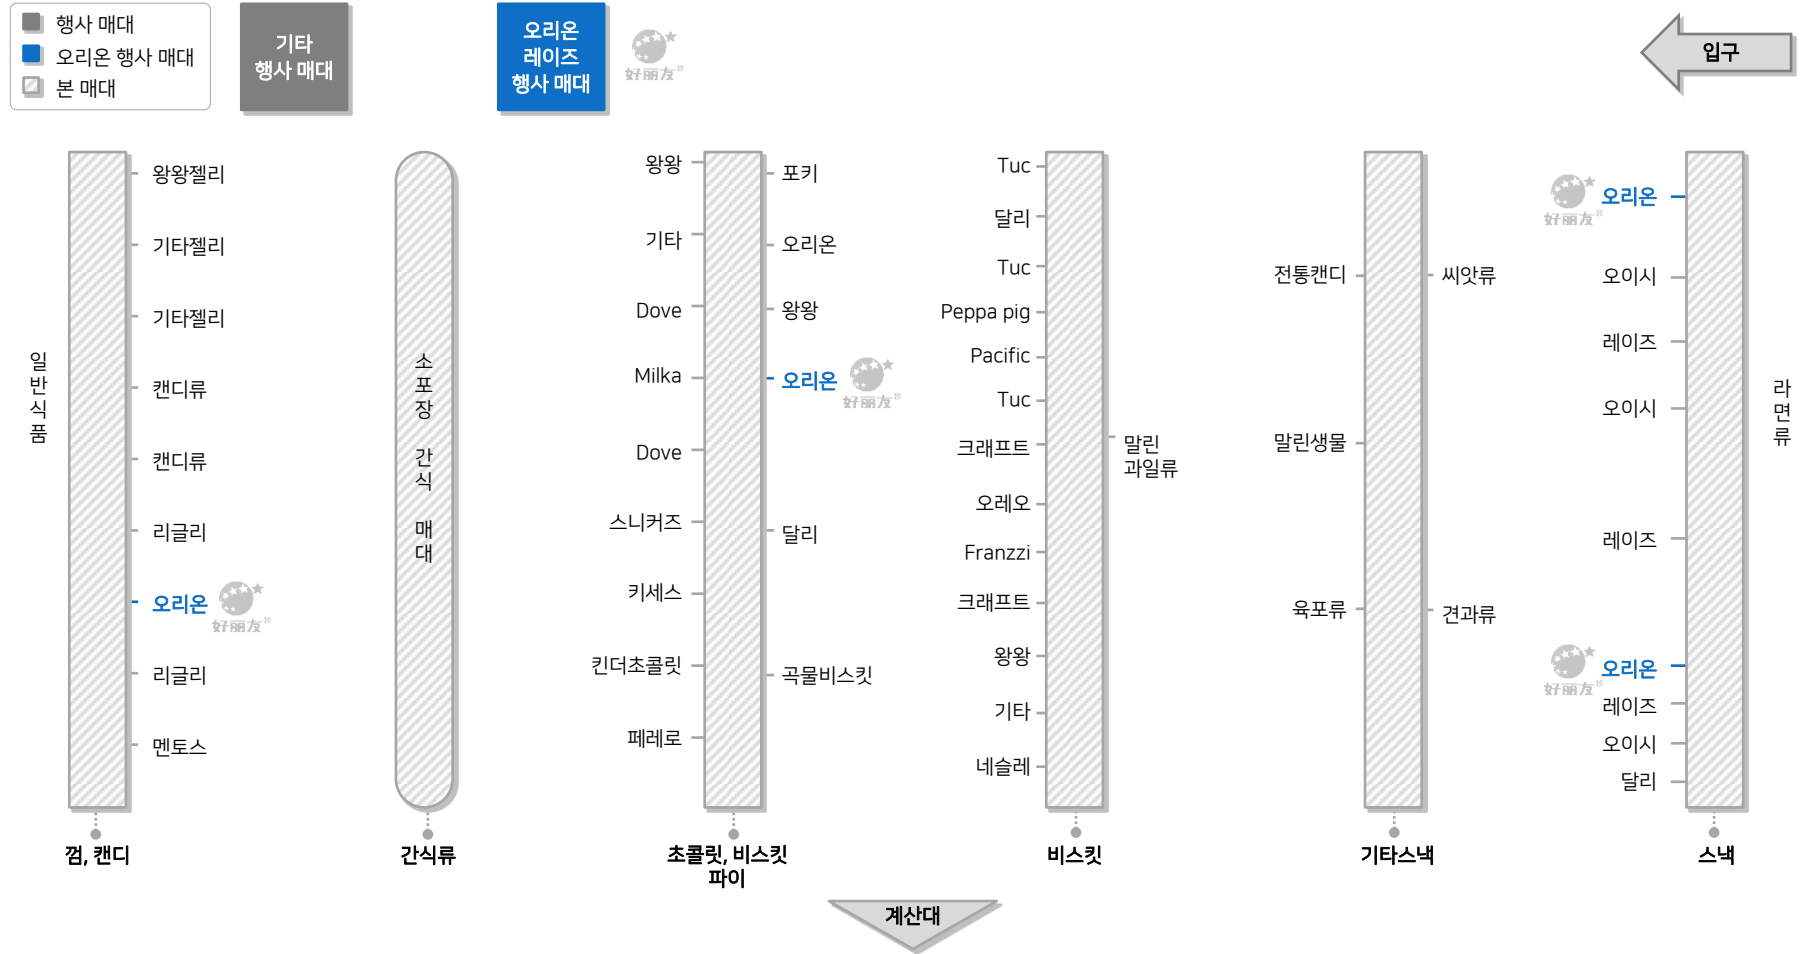 행사 매대
오리온 행사 매대
본 매대
기타
행사 매대
오리온
레이즈
행사 매대
好丽友
입구
일반식품
왕왕젤리
기타젤리
기타젤리
캔디류
캔디류
리글리
오리온
好丽友
리글리
멘토스
껌, 캔디
소포장 간식 매대
간식류
왕왕
기타
Dove
Milka
Dove
스니커즈
키세스
킨더초콜릿
페레로
포키
오리온
왕왕
오리온
好丽友
달리
곡물비스킷
초콜릿, 비스킷
파이
Tuc
달리
Tuc
Peppa pig
Pacific
Tuc
크래프트
오레오
Franzzi
크래프트
왕왕
기타
네슬레
말린
과일류
비스킷
전통캔디
말린생물
육포류
씨앗류
견과류
기타스낵
好丽友
오리온
오이시
레이즈
오이시
레이즈
好丽友
오리온
레이즈
오이시
달리
라면류
스낵
계산대